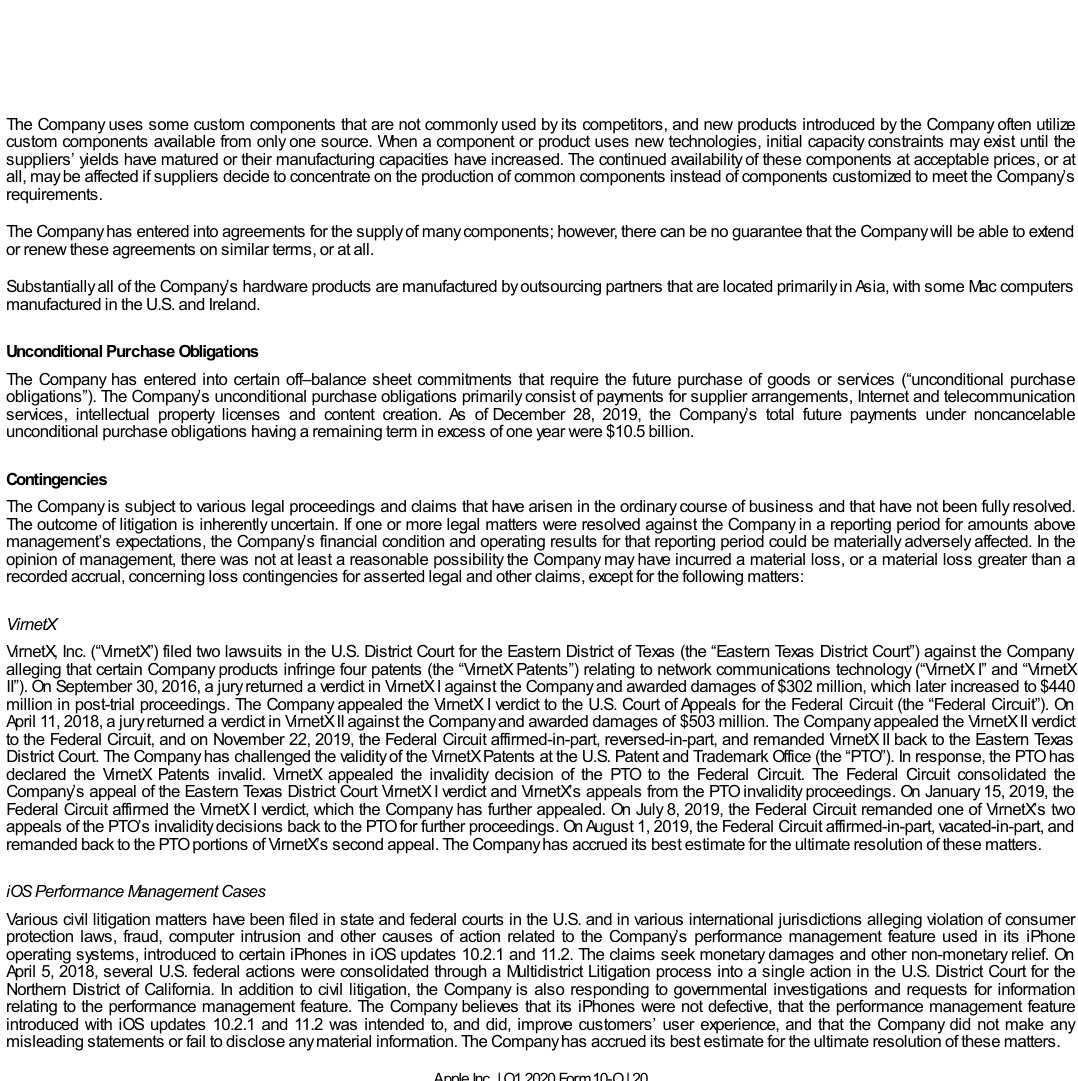 The Company uses some custom components that are not commonly used by its competitors, and new products introduced by the Company often utilize
custom components available from only one source. When a component or product uses new technologies, initial capacity constraints may exist until the
suppliers' yields have matured or their manufacturing capacities have increased. The continued availability of these components at acceptable prices, or at
all, may be affected if suppliers decide to concentrate on the production of common components instead of components customized to meet the Company's
requirements.
The Company has entered into agreements for the supply of many components; however, there can be no guarantee that the Company will be able to extend
or renew these agreements on similar terms, or at all.
Substantially all of the Company's hardware products are manufactured by outsourcing partners that are located primarily in Asia, with some Mac computers
manufactured in the U.S. and Ireland.
Unconditional Purchase Obligations
The Company has entered into certain off–balance sheet commitments that require the future purchase of goods or services (“unconditional purchase
obligations”). The Company's unconditional purchase obligations primarily consist of payments for supplier arrangements, Internet and telecommunication
services, intellectual property licenses and content creation. As of December 28, 2019, the Company's total future payments under noncancelable
unconditional purchase obligations having a remaining term in excess of one year were $10.5 billion.
Contingencies
The Company is subject to various legal proceedings and claims that have arisen in the ordinary course of business and that have not been fully resolved.
The outcome of litigation is inherently uncertain. If one or more legal matters were resolved against the Company in a reporting period for amounts above
management's expectations, the Company's financial condition and operating results for that reporting period could be materially adversely affected. In the
opinion of management, there was not at least a reasonable possibility the Company may have incurred a material loss, or a material loss greater than a
recorded accrual, concerning loss contingencies for asserted legal and other claims, except for the following matters:
VirnetX
VirnetX, Inc. (“VirnetX”) filed two lawsuits in the U.S. District Court for the Eastern District of Texas (the “Eastern Texas District Court”) against the Company
alleging that certain Company products infringe four patents (the “VirnetX Patents”) relating to network communications technology (“VirnetX I” and “VirnetX
II”). On September 30, 2016, a jury returned a verdict in VirnetX I against the Company and awarded damages of $302 million, which later increased to $440
million in post-trial proceedings. The Company appealed the VirnetX I verdict to the U.S. Court of Appeals for the Federal Circuit (the “Federal Circuit”). On
April 11, 2018, a jury returned a verdict in VirnetX II against the Company and awarded damages of $503 million. The Company appealed the VirnetX II verdict
to the Federal Circuit, and on November 22, 2019, the Federal Circuit affirmed-in-part, reversed-in-part, and remanded VirnetX II back to the Eastern Texas
District Court. The Company has challenged the validity of the VirnetX Patents at the U.S. Patent and Trademark Office (the “PTO”). In response, the PTO has
declared the VirnetX Patents invalid. VirnetX appealed the invalidity decision of the PTO to the Federal Circuit. The Federal Circuit consolidated the
Company's appeal of the Eastern Texas District Court VirnetX I verdict and VirnetX's appeals from the PTO invalidity proceedings. On January 15, 2019, the
Federal Circuit affirmed the VirnetX I verdict, which the Company has further appealed. On July 8, 2019, the Federal Circuit remanded one of VirnetX's two
appeals of the PTO's invalidity decisions back to the PTO for further proceedings. On August 1, 2019, the Federal Circuit affirmed-in-part, vacated-in-part, and
remanded back to the PTO portions of VirnetX's second appeal. The Company has accrued its best estimate for the ultimate resolution of these matters.
iOS Performance Management Cases
Various civil litigation matters have been filed in state and federal courts in the U.S. and in various international jurisdictions alleging violation of consumer
protection laws, fraud, computer intrusion and other causes of action related to the Company's performance management feature used in its iPhone
operating systems, introduced to certain iPhones in iOS updates 10.2.1 and 11.2. The claims seek monetary damages and other non-monetary relief. On
April 5, 2018, several U.S. federal actions were consolidated through a Multidistrict Litigation process into a single action in the U.S. District Court for the
Northern District of California. In addition to civil litigation, the Company is also responding to governmental investigations and requests for information
relating to the performance management feature. The Company believes that its iPhones were not defective, that the performance management feature
introduced with iOS updates 10.2.1 and 11.2 was intended to, and did, improve customers' user experience, and that the Company did not make any
misleading statements or fail to disclose any material information. The Company has accrued its best estimate for the ultimate resolution of these matters.
Apple Inc. | Q1 2020 Form 10-Q | 20